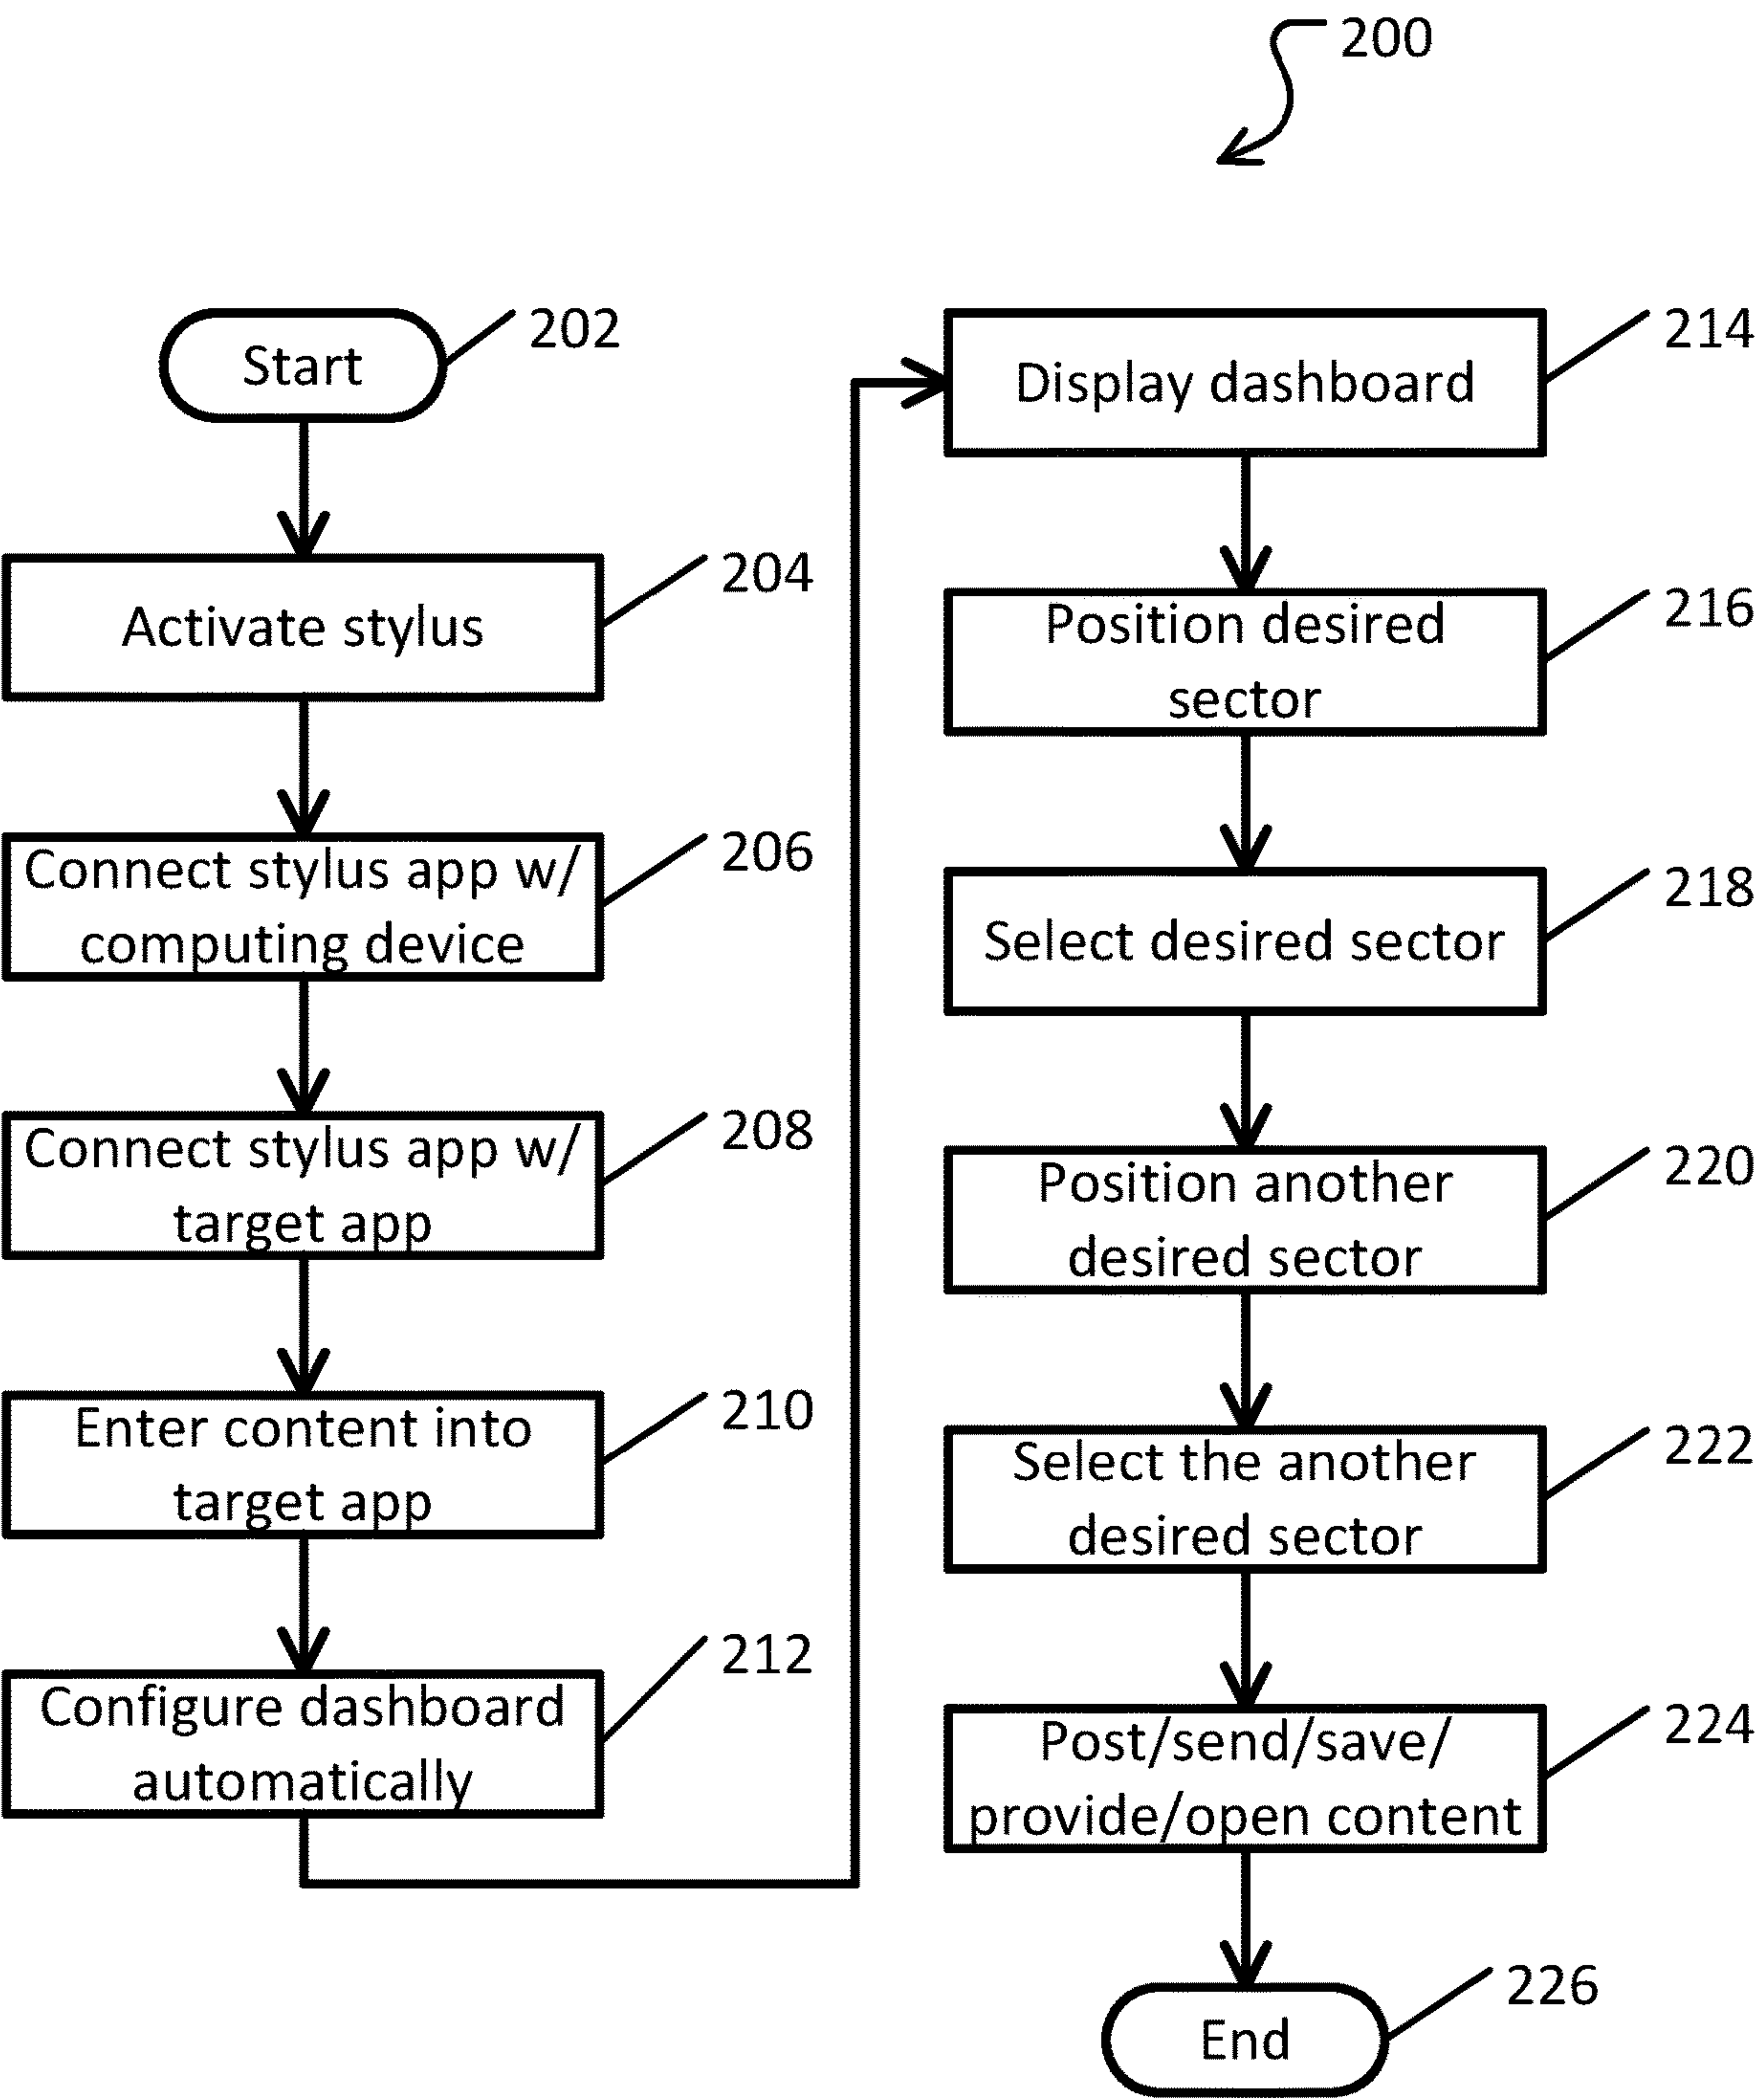 200
Start
202
Activate stylus
204
Connect stylus app w/
computing device
206
Connect stylus app w/
target app
208
Enter content into
target app
210
Configure dashboard
automatically
212
Display dashboard
214
Position desired
sector
216
Select desired sector
218
Position another
desired sector
220
Select the another
desired sector
222
Post/send/save/
provide/open content
224
End
226